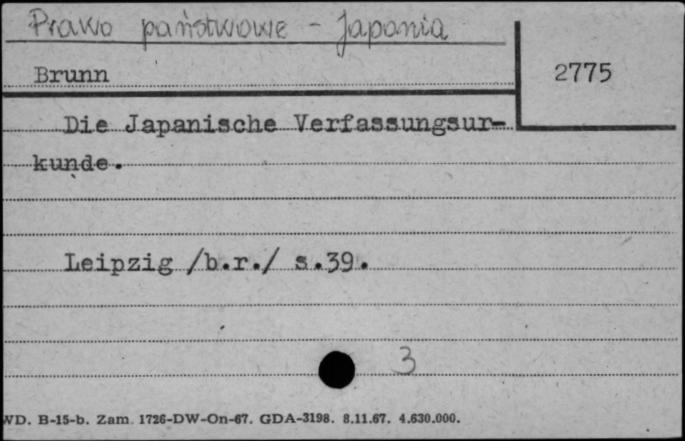 Prawo państwowe - Japania
Brunn
2775
Die Japanische Verfassungsur-
kunde.
Leipzig /b.r./ s.39.
3
WD. B-15-b. Zam. 1726-DW-On-67. GDA-3198. 8.11.67. 4.630.000.